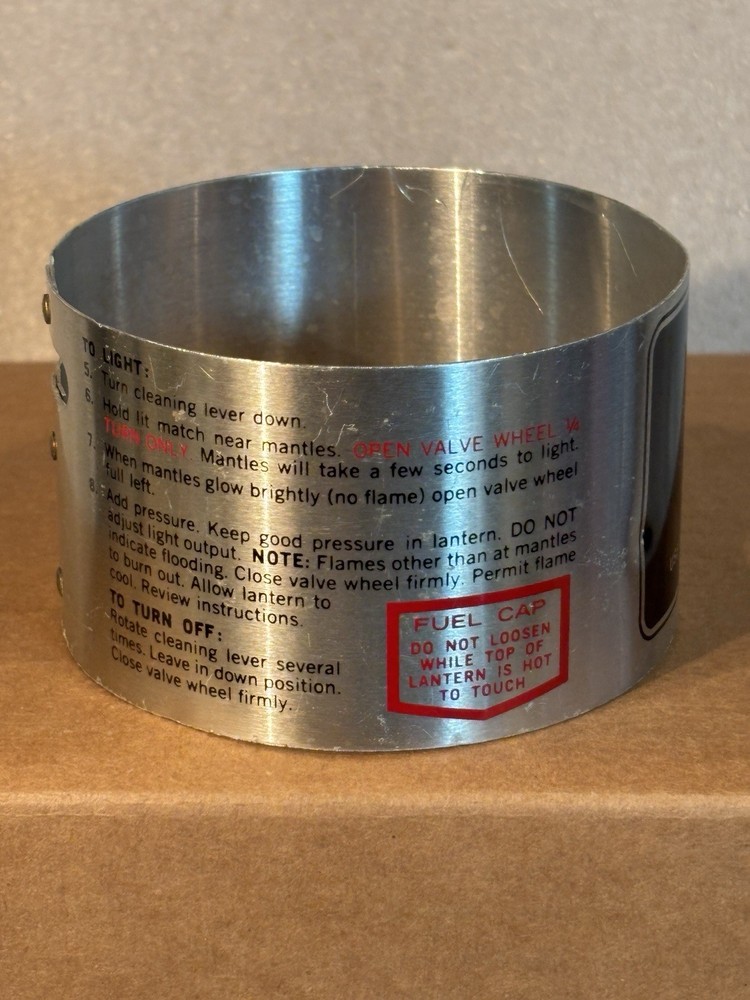 TO LIGHT:
5. Turn cleaning lever down.
6. Hold lit match near mantles. OPEN VALVE WHEEL ¼
TURN ONLY. Mantles will take a few seconds to light.
7. When mantles glow brightly (no flame) open valve wheel
full left.
8. Add pressure. Keep good pressure in lantern. DO NOT
adjust light output. NOTE: Flames other than at mantles
indicate flooding. Close valve wheel firmly. Permit flame
to burn out. Allow lantern to
cool. Review instructions.
TO TURN OFF:
Rotate cleaning lever several
times. Leave in down position.
Close valve wheel firmly.
FUEL CAP
DO NOT LOOSEN
WHILE TOP OF
LANTERN IS HOT
TO TOUCH